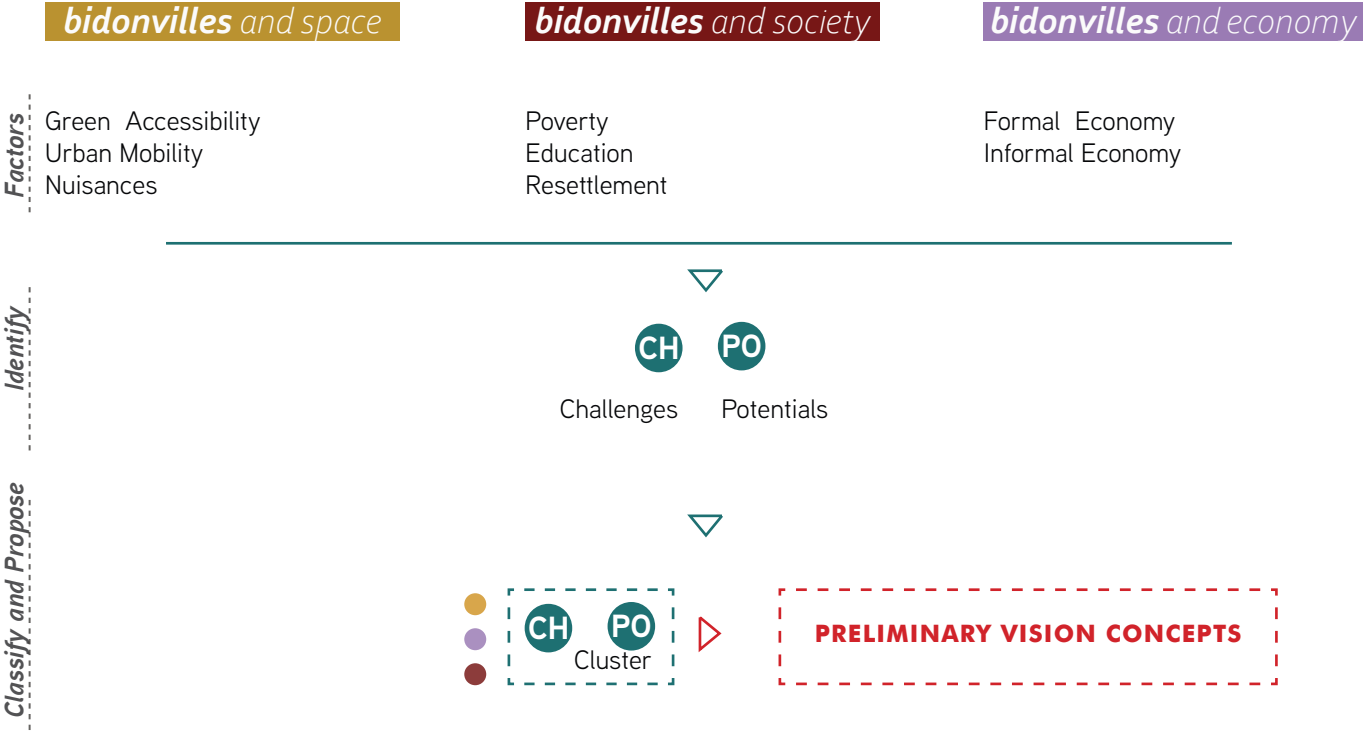 bidonvilles and space
bidonvilles and society
bidonvilles and economy
Factors
Green Accessibility
Urban Mobility
Nuisances
Poverty
Education
Resettlement
Formal Economy
Informal Economy
Identify
CH
PO
Challenges
Potentials
Classify and Propose
CH
PO
Cluster
PRELIMINARY VISION CONCEPTS